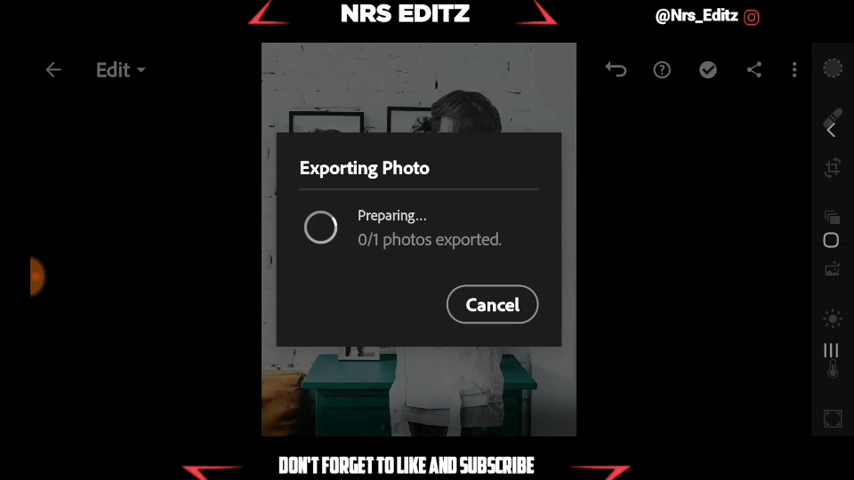 NRS EDITZ
@Nrs_Editz
Edit
Exporting Photo
Preparing...
0/1 photos exported.
Cancel
DON'T FORGET TO LIKE AND SUBSCRIBE